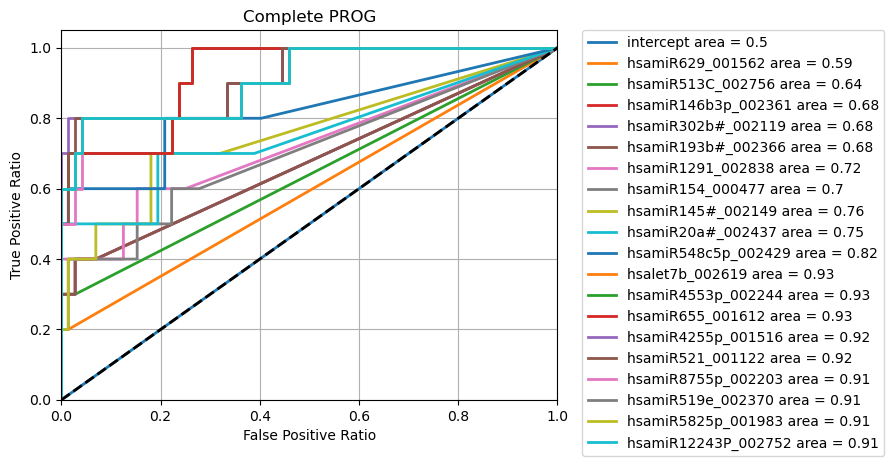 Complete PROG
True Positive Ratio
1.0
0.8
0.6
0.4
0.2
0.0
0.0 0.2 0.4 0.6 0.8 1.0
False Positive Ratio
intercept area = 0.5
hsamiR629_001562 area = 0.59
hsamiR513C_002756 area = 0.64
hsamiR146b3p_002361 area = 0.68
hsamiR302b#_002119 area = 0.68
hsamiR193b#_002366 area = 0.68
hsamiR1291_002838 area = 0.72
hsamiR154_000477 area = 0.7
hsamiR145#_002149 area = 0.76
hsamiR20a#_002437 area = 0.75
hsamiR548c5p_002429 area = 0.82
hsalet7b_002619 area = 0.93
hsamiR4553p_002244 area = 0.93
hsamiR655_001612 area = 0.93
hsamiR4255p_001516 area = 0.92
hsamiR521_001122 area = 0.92
hsamiR8755p_002203 area = 0.91
hsamiR519e_002370 area = 0.91
hsamiR5825p_001983 area = 0.91
hsamiR12243P_002752 area = 0.91